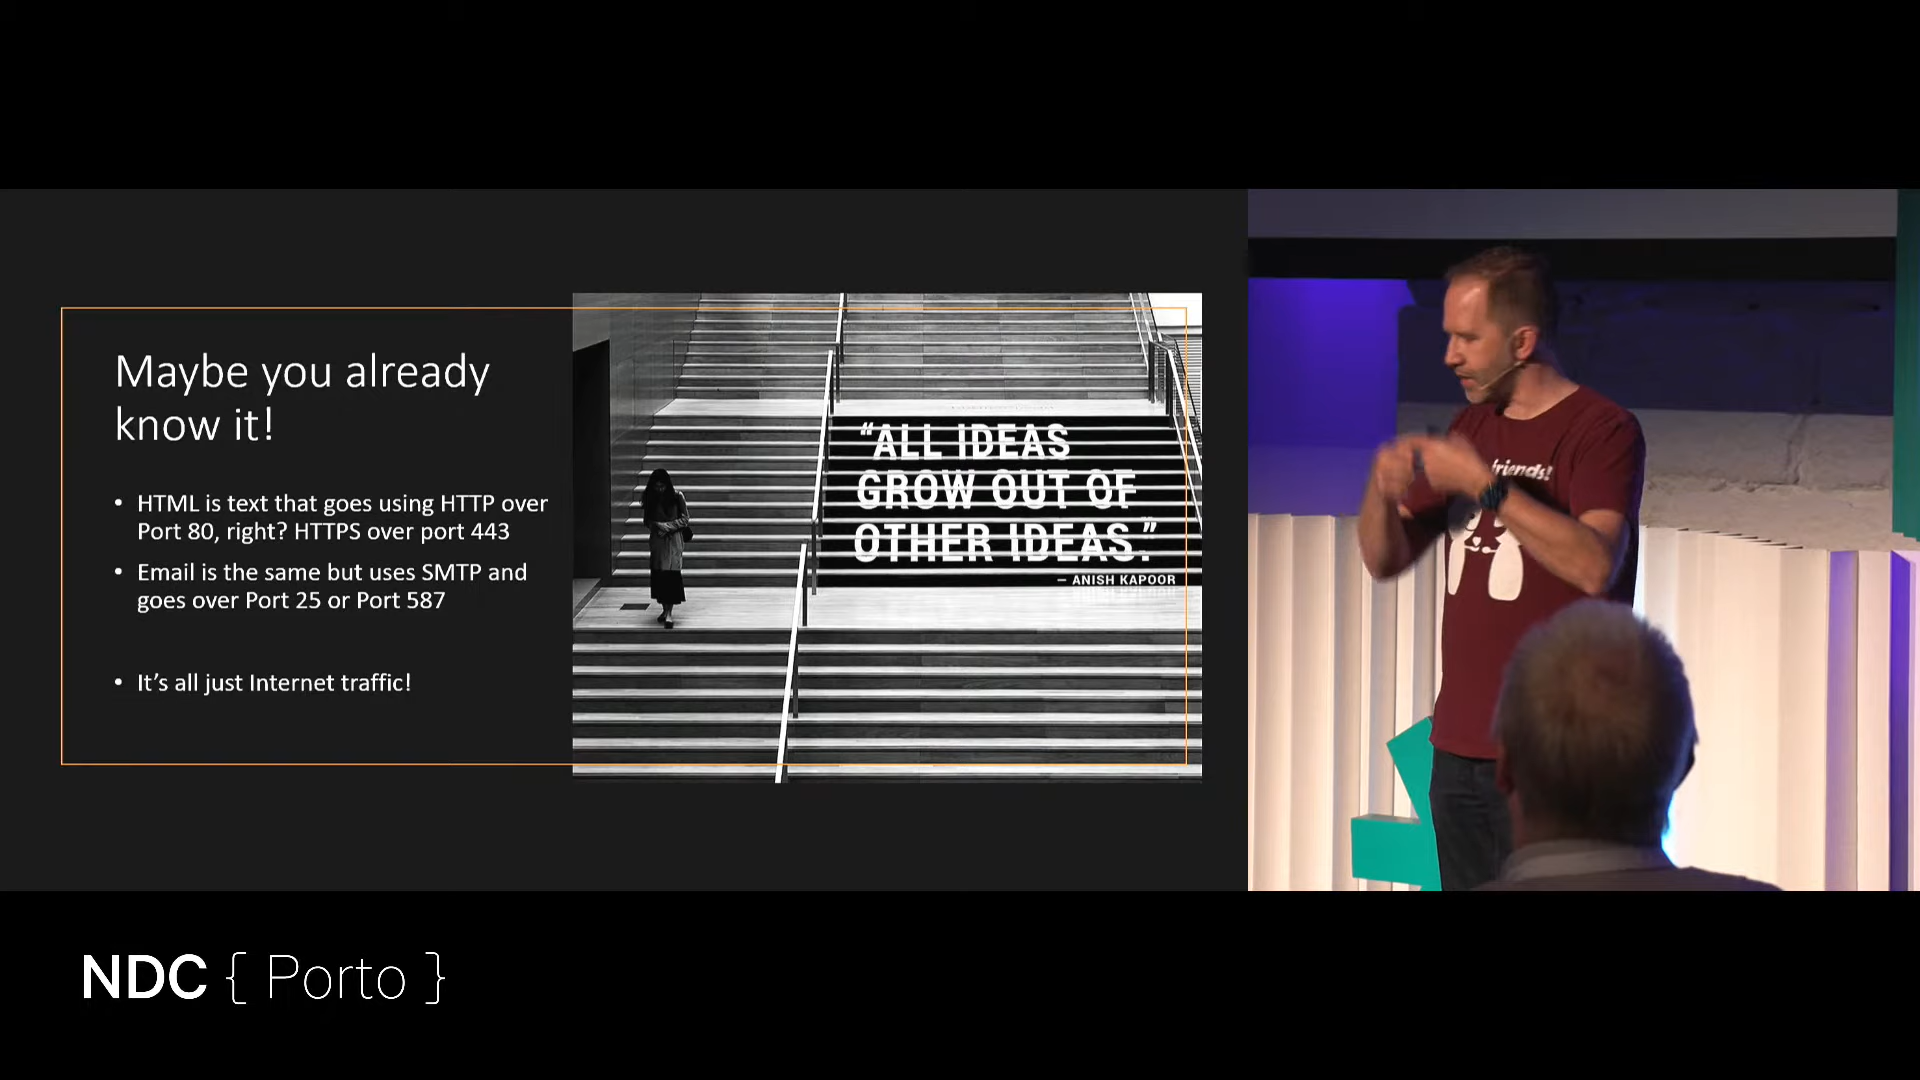 Maybe you already
know it!
• HTML is text that goes using HTTP over
Port 80, right? HTTPS over port 443
• Email is the same but uses SMTP and
goes over Port 25 or Port 587
• It’s all just Internet traffic!
“ALL IDEAS
GROW OUT OF
OTHER IDEAS.”
– ANISH KAPOOR
friends!
NDC { Porto }